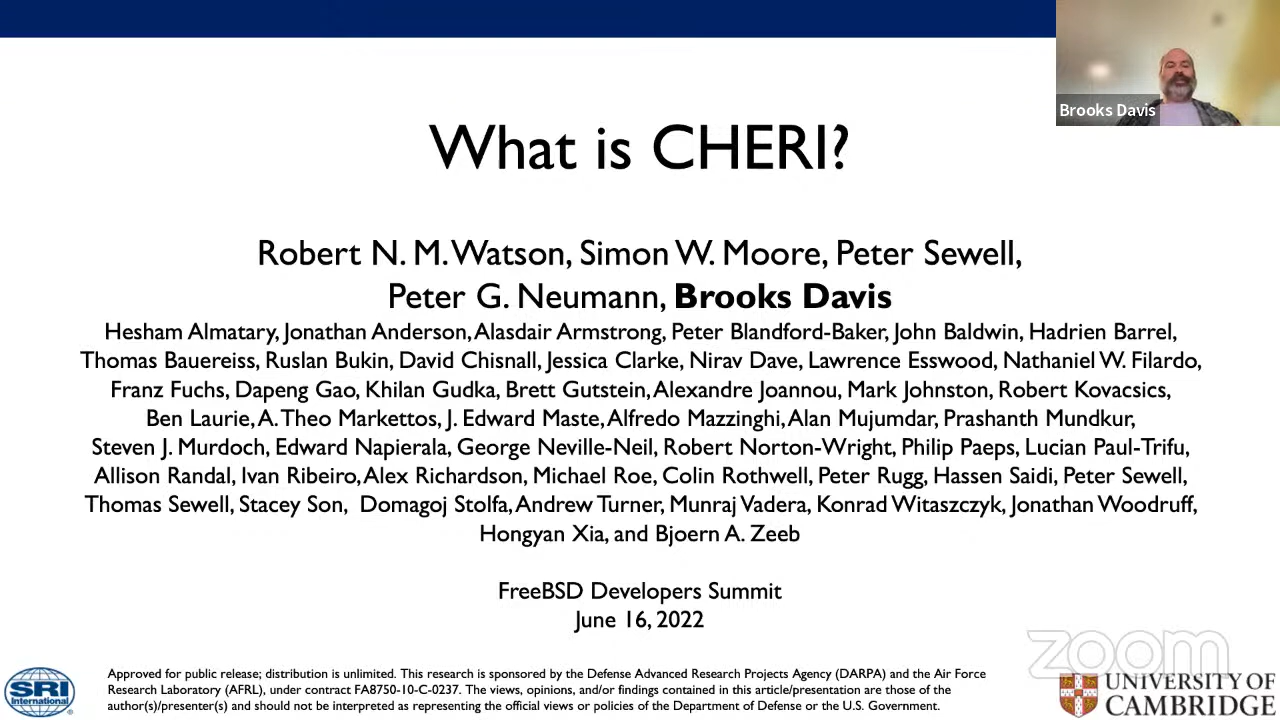 Brooks Davis
What is CHERI?
Robert N. M. Watson, Simon W. Moore, Peter Sewell,
Peter G. Neumann, Brooks Davis
Hesham Almatary, Jonathan Anderson, Alasdair Armstrong, Peter Blandford-Baker, John Baldwin, Hadrien Barrel,
Thomas Bauereiss, Ruslan Bukin, David Chisnall, Jessica Clarke, Nirav Dave, Lawrence Esswood, Nathaniel W. Filardo,
Franz Fuchs, Dapeng Gao, Khilan Gudka, Brett Gutstein, Alexandre Joannou, Mark Johnston, Robert Kovacsics,
Ben Laurie, A. Theo Markettos, J. Edward Maste, Alfredo Mazzinghi, Alan Mujumdar, Prashanth Mundkur,
Steven J. Murdoch, Edward Napierala, George Neville-Neil, Robert Norton-Wright, Philip Paeps, Lucian Paul-Trifu,
Allison Randal, Ivan Ribeiro, Alex Richardson, Michael Roe, Colin Rothwell, Peter Rugg, Hassen Saidi, Peter Sewell,
Thomas Sewell, Stacey Son, Domagoj Stolfa, Andrew Turner, Munraj Vadera, Konrad Witaszczyk, Jonathan Woodruff,
Hongyan Xia, and Bjoern A. Zeeb
FreeBSD Developers Summit
June 16, 2022
zoom
SRI
International
Approved for public release; distribution is unlimited. This research is sponsored by the Defense Advanced Research Projects Agency (DARPA) and the Air Force
Research Laboratory (AFRL), under contract FA8750-10-C-0237. The views, opinions, and/or findings contained in this article/presentation are those of the
author(s)/presenter(s) and should not be interpreted as representing the official views or policies of the Department of Defense or the U.S. Government.
UNIVERSITY OF
CAMBRIDGE